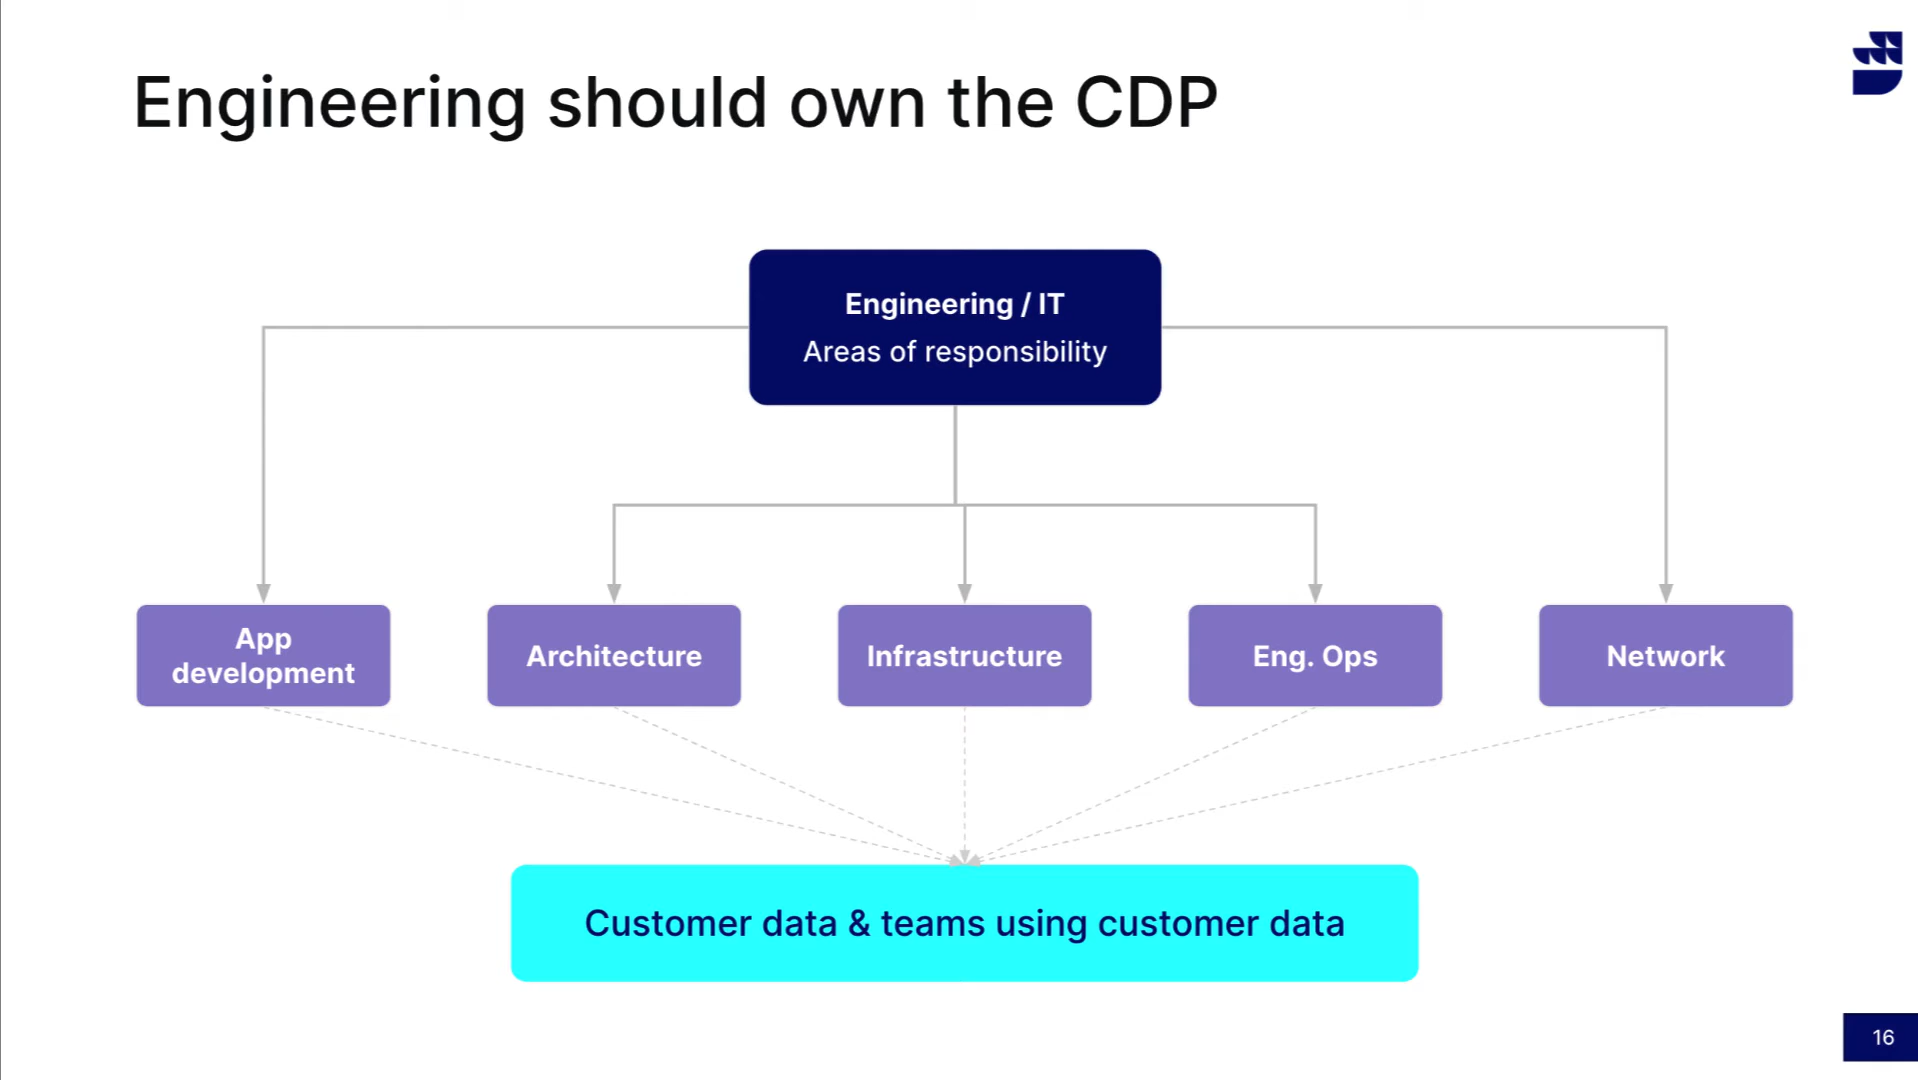 Engineering should own the CDP
Engineering / IT
Areas of responsibility
App
development
Architecture
Infrastructure
Eng. Ops
Network
Customer data & teams using customer data
16